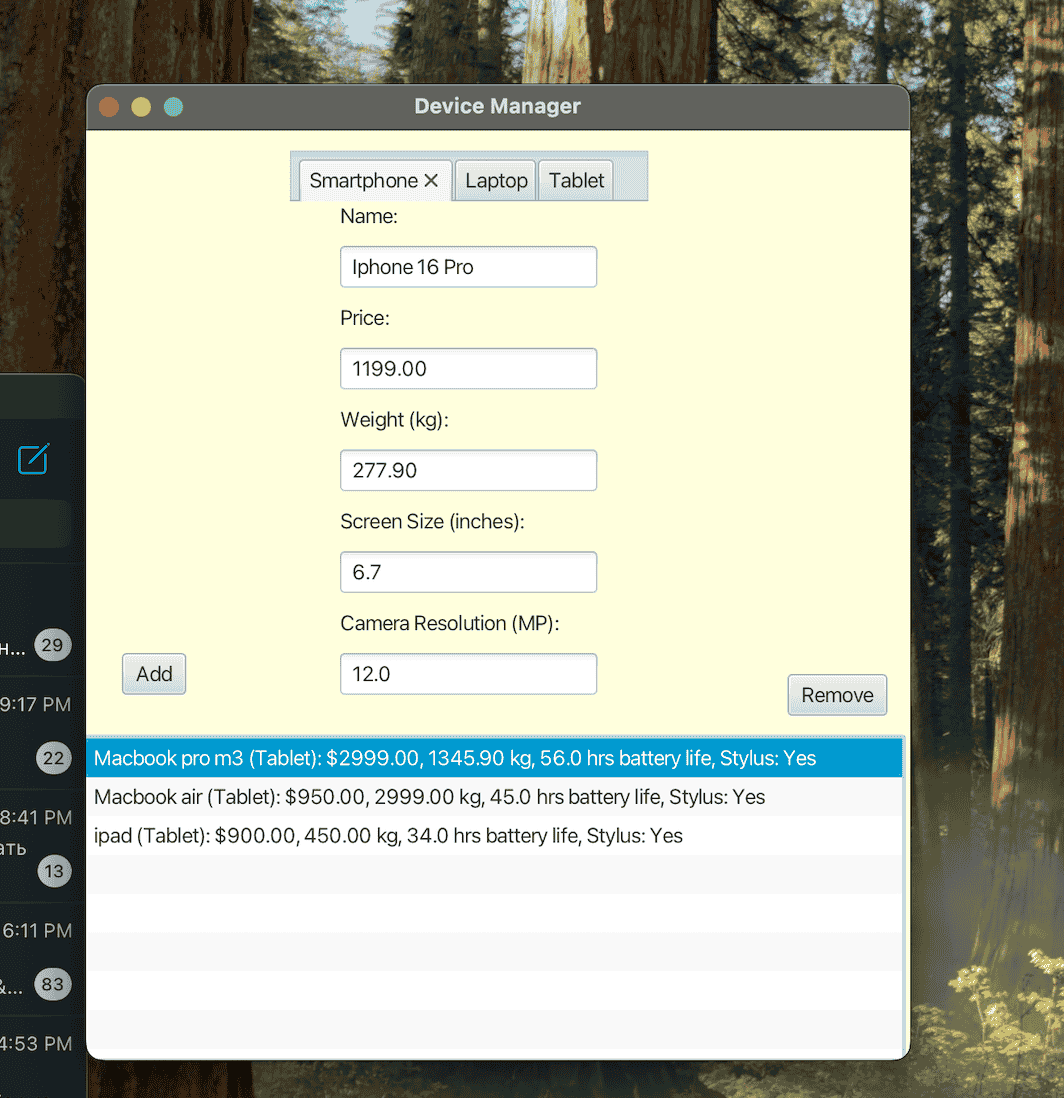 Device Manager
Smartphone ✕ Laptop Tablet
Name:
Iphone 16 Pro
Price:
1199.00
Weight (kg):
277.90
Screen Size (inches):
6.7
Camera Resolution (MP):
12.0
Add
Remove
Macbook pro m3 (Tablet): $2999.00, 1345.90 kg, 56.0 hrs battery life, Stylus: Yes
Macbook air (Tablet): $950.00, 2999.00 kg, 45.0 hrs battery life, Stylus: Yes
ipad (Tablet): $900.00, 450.00 kg, 34.0 hrs battery life, Stylus: Yes
н... 29
9:17 PM
22
8:41 PM
ать
13
6:11 PM
&... 83
4:53 PM